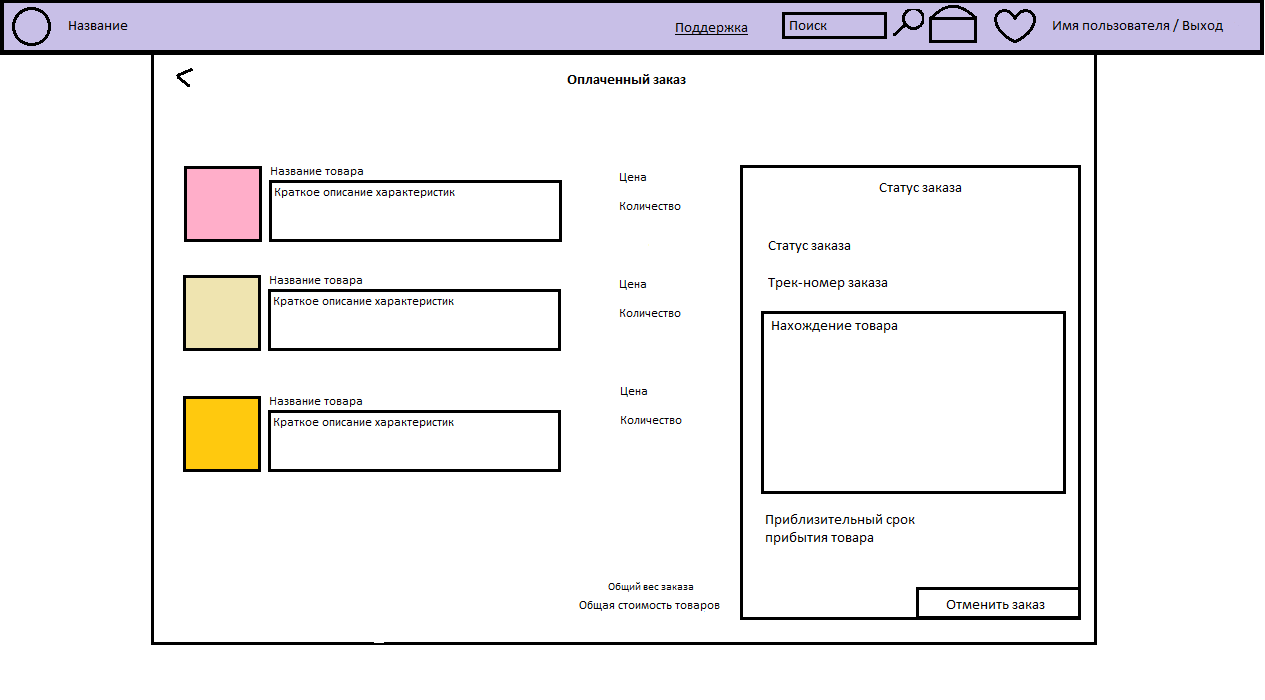 Название
Поддержка
Поиск
Имя пользователя / Выход
Оплаченный заказ
Название товара
Краткое описание характеристик
Цена
Количество
Название товара
Краткое описание характеристик
Цена
Количество
Название товара
Краткое описание характеристик
Цена
Количество
Общий вес заказа
Общая стоимость товаров
Статус заказа
Статус заказа
Трек-номер заказа
Нахождение товара
Приблизительный срок
прибытия товара
Отменить заказ